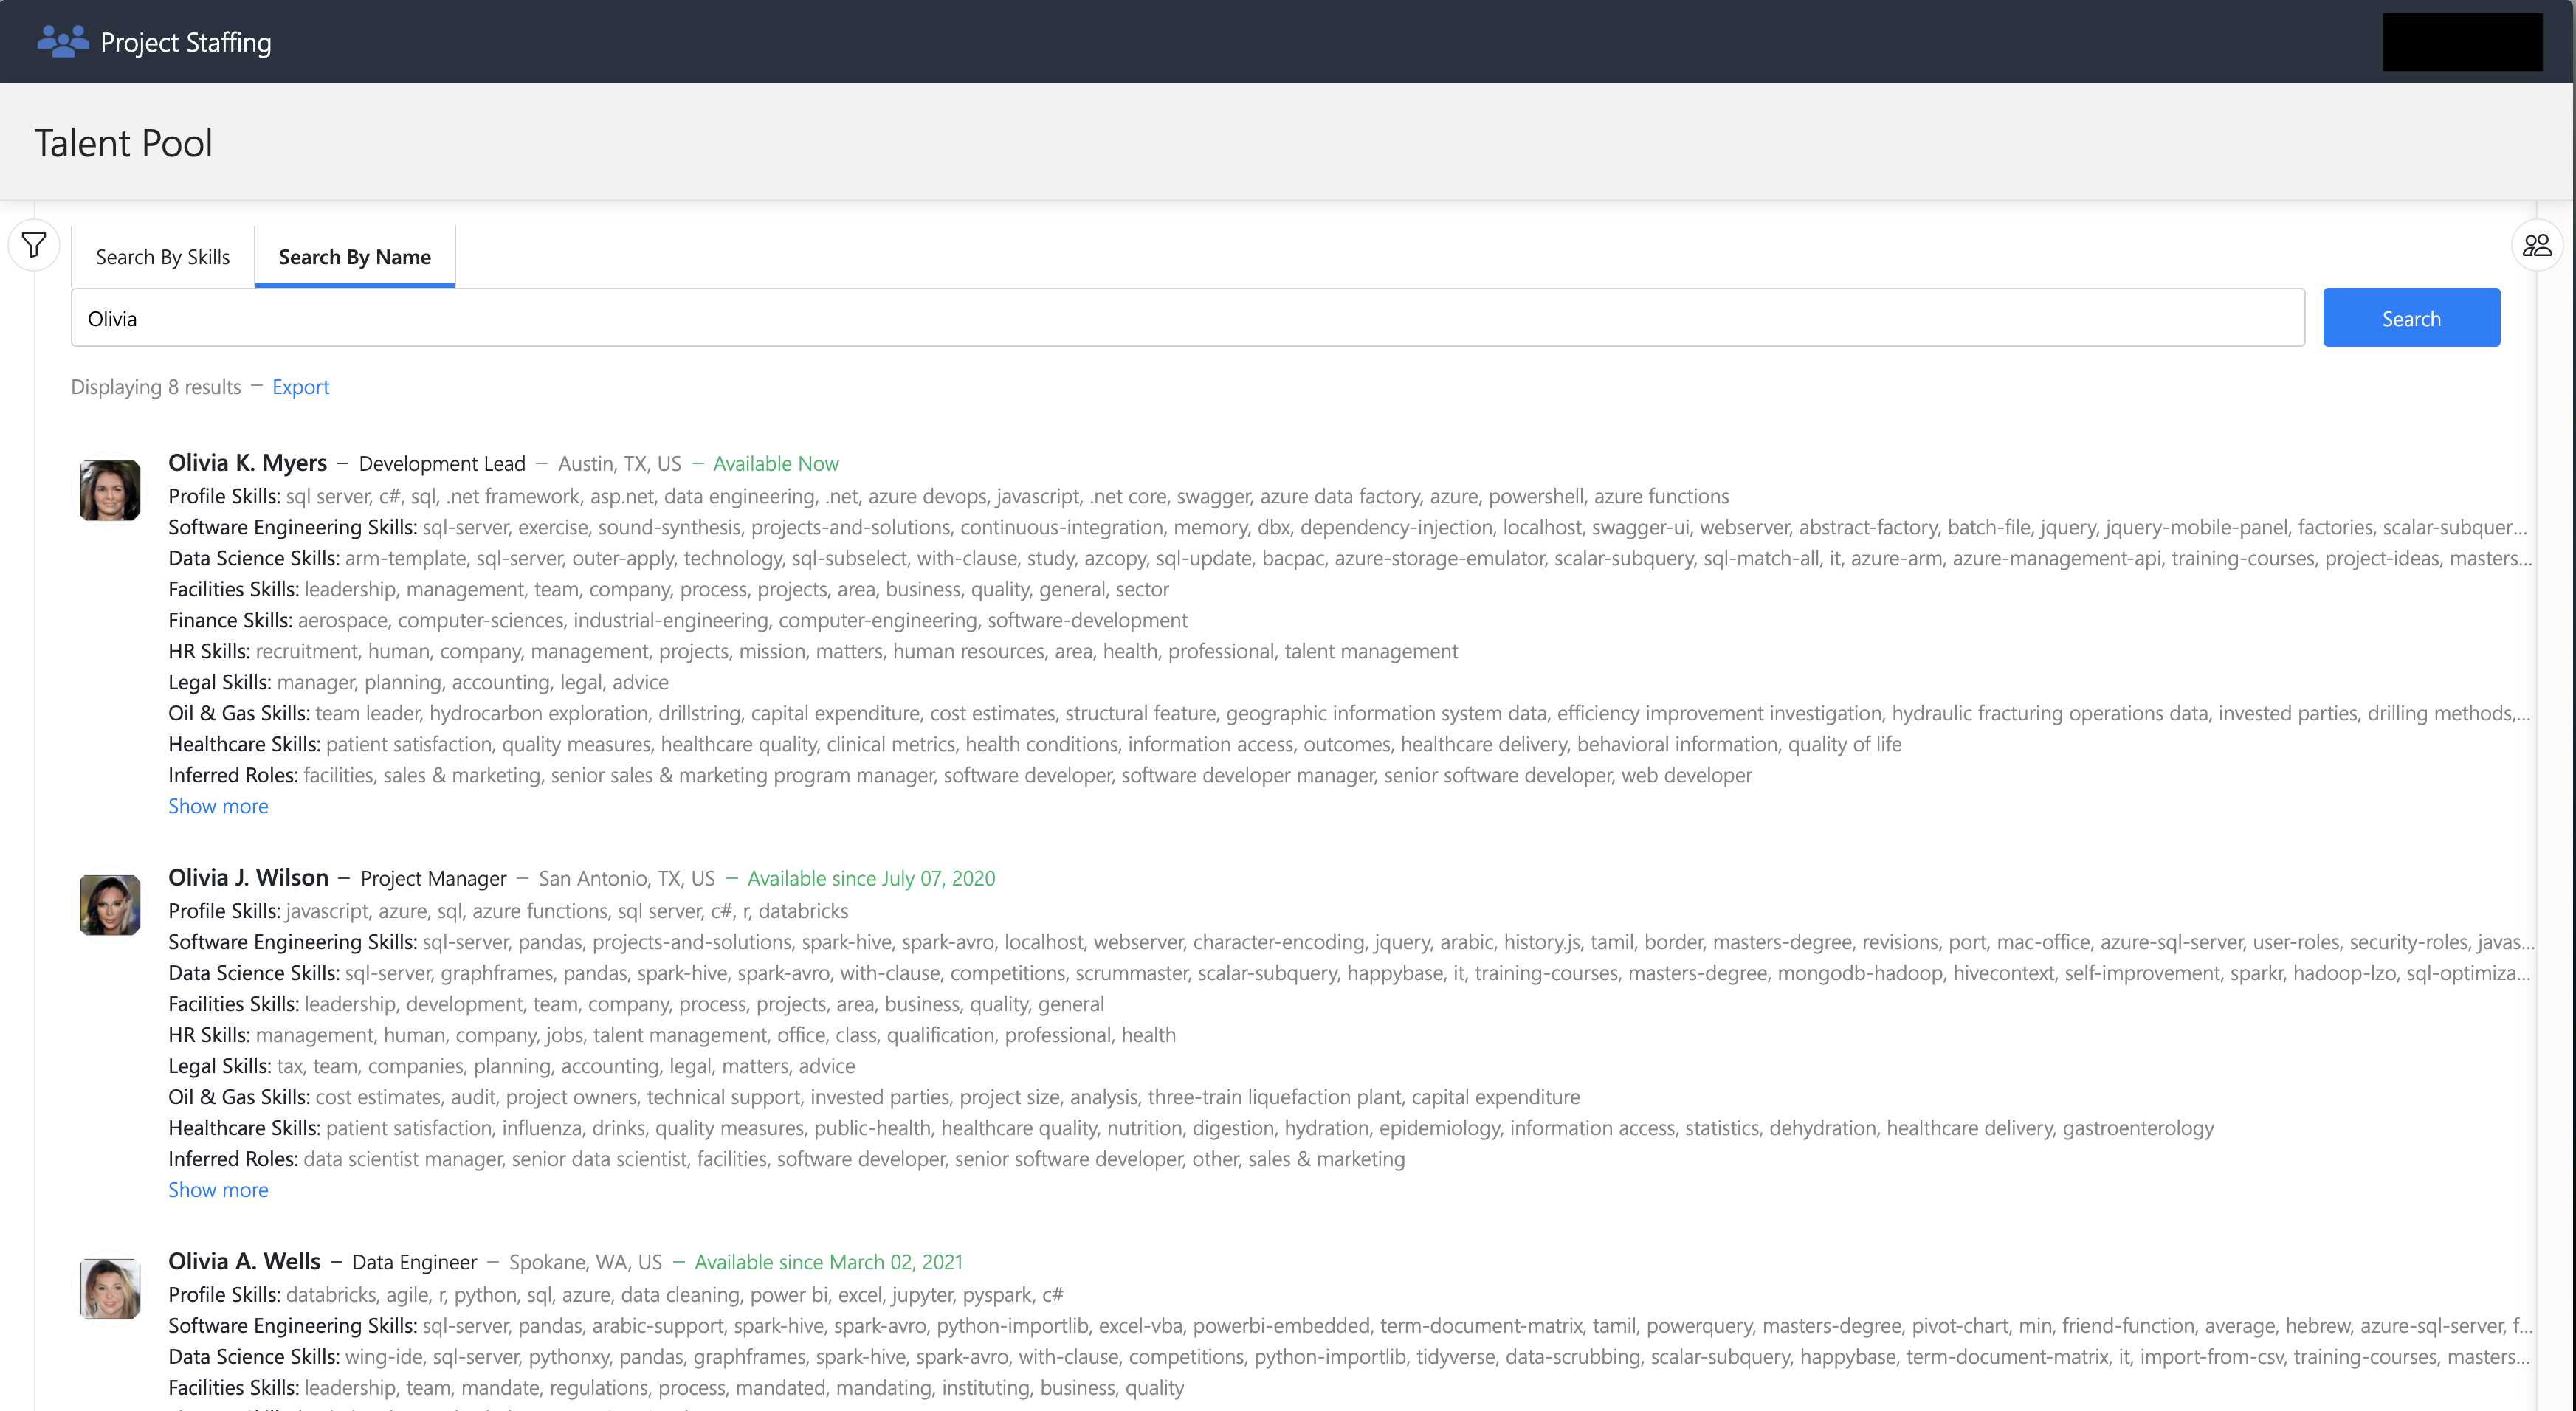 Project Staffing
Talent Pool
Search By Skills
Search By Name
Olivia
Search
Displaying 8 results – Export
Olivia K. Myers – Development Lead – Austin, TX, US – Available Now
Profile Skills: sql server, c#, sql, .net framework, asp.net, data engineering, .net, azure devops, javascript, .net core, swagger, azure data factory, azure, powershell, azure functions
Software Engineering Skills: sql-server, exercise, sound-synthesis, projects-and-solutions, continuous-integration, memory, dbx, dependency-injection, localhost, swagger-ui, webserver, abstract-factory, batch-file, jquery, jquery-mobile-panel, factories, scalar-subquer...
Data Science Skills: arm-template, sql-server, outer-apply, technology, sql-subselect, with-clause, study, azcopy, sql-update, bacpac, azure-storage-emulator, scalar-subquery, sql-match-all, it, azure-arm, azure-management-api, training-courses, project-ideas, masters...
Facilities Skills: leadership, management, team, company, process, projects, area, business, quality, general, sector
Finance Skills: aerospace, computer-sciences, industrial-engineering, computer-engineering, software-development
HR Skills: recruitment, human, company, management, projects, mission, matters, human resources, area, health, professional, talent management
Legal Skills: manager, planning, accounting, legal, advice
Oil & Gas Skills: team leader, hydrocarbon exploration, drillstring, capital expenditure, cost estimates, structural feature, geographic information system data, efficiency improvement investigation, hydraulic fracturing operations data, invested parties, drilling methods,...
Healthcare Skills: patient satisfaction, quality measures, healthcare quality, clinical metrics, health conditions, information access, outcomes, healthcare delivery, behavioral information, quality of life
Inferred Roles: facilities, sales & marketing, senior sales & marketing program manager, software developer, software developer manager, senior software developer, web developer
Show more
Olivia J. Wilson – Project Manager – San Antonio, TX, US – Available since July 07, 2020
Profile Skills: javascript, azure, sql, azure functions, sql server, c#, r, databricks
Software Engineering Skills: sql-server, pandas, projects-and-solutions, spark-hive, spark-avro, localhost, webserver, character-encoding, jquery, arabic, history.js, tamil, border, masters-degree, revisions, port, mac-office, azure-sql-server, user-roles, security-roles, javas...
Data Science Skills: sql-server, graphframes, pandas, spark-hive, spark-avro, with-clause, competitions, scrummaster, scalar-subquery, happybase, it, training-courses, masters-degree, mongodb-hadoop, hivecontext, self-improvement, sparkr, hadoop-lzo, sql-optimiza...
Facilities Skills: leadership, development, team, company, process, projects, area, business, quality, general
HR Skills: management, human, company, jobs, talent management, office, class, qualification, professional, health
Legal Skills: tax, team, companies, planning, accounting, legal, matters, advice
Oil & Gas Skills: cost estimates, audit, project owners, technical support, invested parties, project size, analysis, three-train liquefaction plant, capital expenditure
Healthcare Skills: patient satisfaction, influenza, drinks, quality measures, public-health, healthcare quality, nutrition, digestion, hydration, epidemiology, information access, statistics, dehydration, healthcare delivery, gastroenterology
Inferred Roles: data scientist manager, senior data scientist, facilities, software developer, senior software developer, other, sales & marketing
Show more
Olivia A. Wells – Data Engineer – Spokane, WA, US – Available since March 02, 2021
Profile Skills: databricks, agile, r, python, sql, azure, data cleaning, power bi, excel, jupyter, pyspark, c#
Software Engineering Skills: sql-server, pandas, arabic-support, spark-hive, spark-avro, python-importlib, excel-vba, powerbi-embedded, term-document-matrix, tamil, powerquery, masters-degree, pivot-chart, min, friend-function, average, hebrew, azure-sql-server, f...
Data Science Skills: wing-ide, sql-server, pythonxy, pandas, graphframes, spark-hive, spark-avro, with-clause, competitions, python-importlib, tidyverse, data-scrubbing, scalar-subquery, happybase, term-document-matrix, it, import-from-csv, training-courses, masters...
Facilities Skills: leadership, team, mandate, regulations, process, mandated, mandating, instituting, business, quality